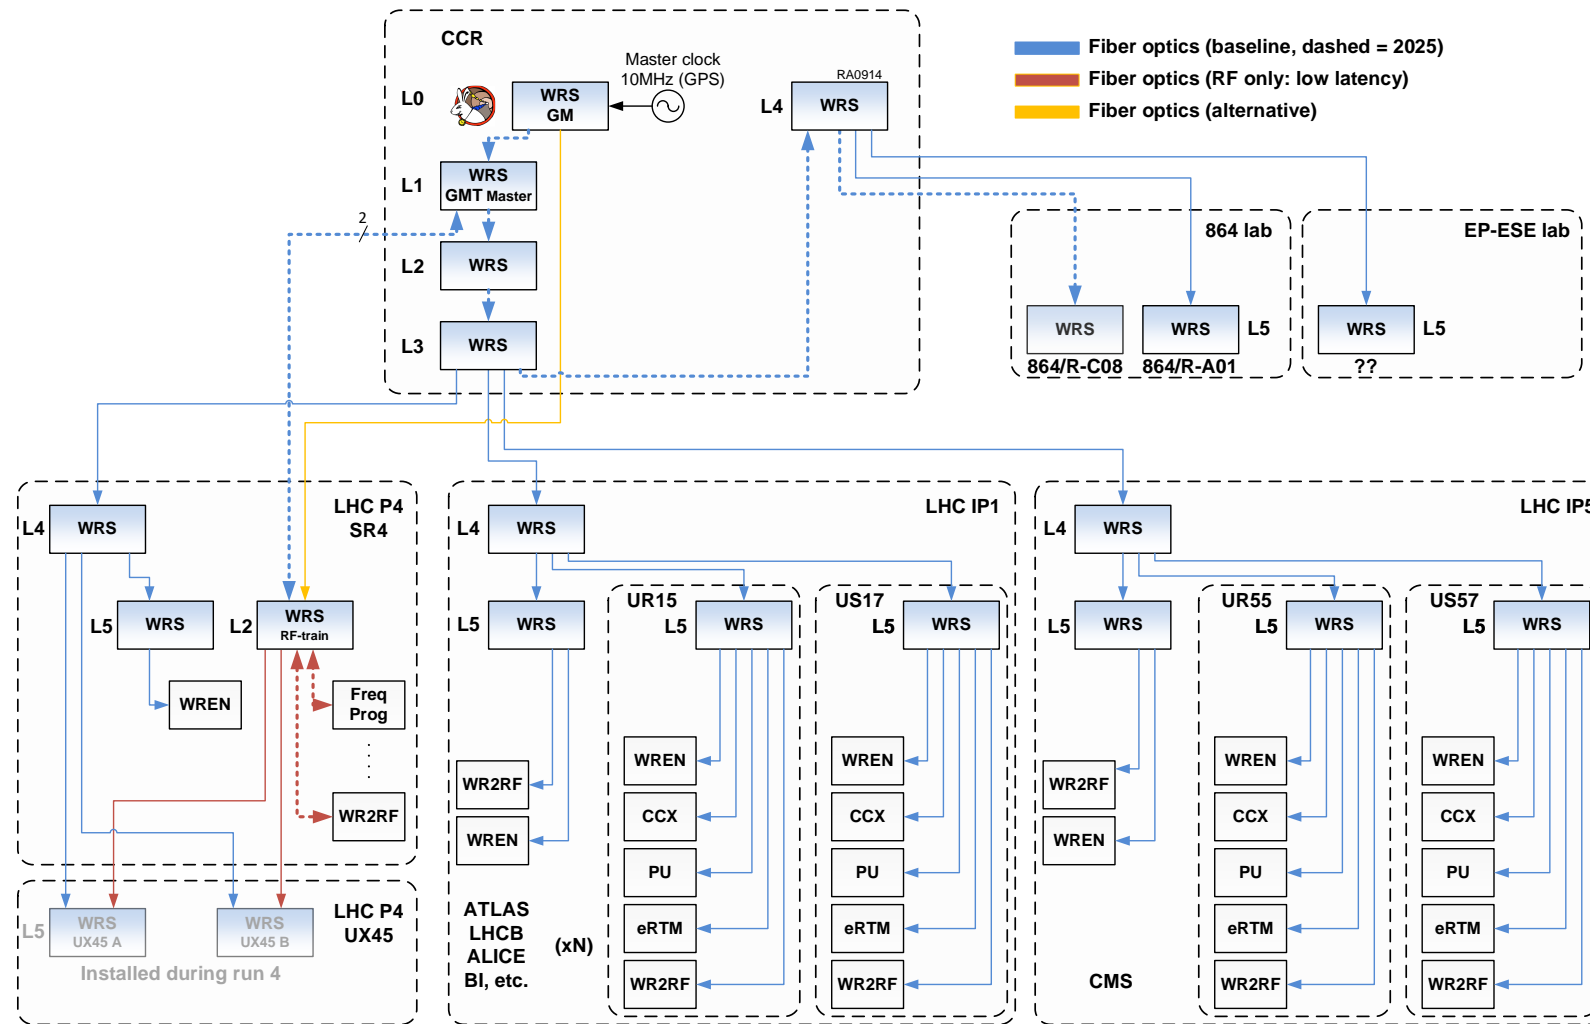 CCR
Master clock
10MHz (GPS)
L0
WRS
GM
RA0914
L4
WRS
Fiber optics (baseline, dashed = 2025)
Fiber optics (RF only: low latency)
Fiber optics (alternative)
L1
WRS
GMT Master
2
L2
WRS
L3
WRS
864 lab
WRS
864/R-C08
WRS
L5
864/R-A01
EP-ESE lab
WRS
L5
??
LHC P4
SR4
L4
WRS
L5
WRS
L2
WRS
RF-train
WREN
Freq
Prog
WR2RF
LHC P4
UX45
L5
WRS
UX45 A
WRS
UX45 B
Installed during run 4
LHC IP1
L4
WRS
L5
WRS
WR2RF
WREN
ATLAS
LHCB
ALICE
BI, etc.
(xN)
UR15
L5
WRS
WREN
CCX
PU
eRTM
WR2RF
US17
L5
WRS
WREN
CCX
PU
eRTM
WR2RF
LHC IP5
L4
WRS
L5
WRS
WR2RF
WREN
CMS
UR55
L5
WRS
WREN
CCX
PU
eRTM
WR2RF
US57
L5
WRS
WREN
CCX
PU
eRTM
WR2RF